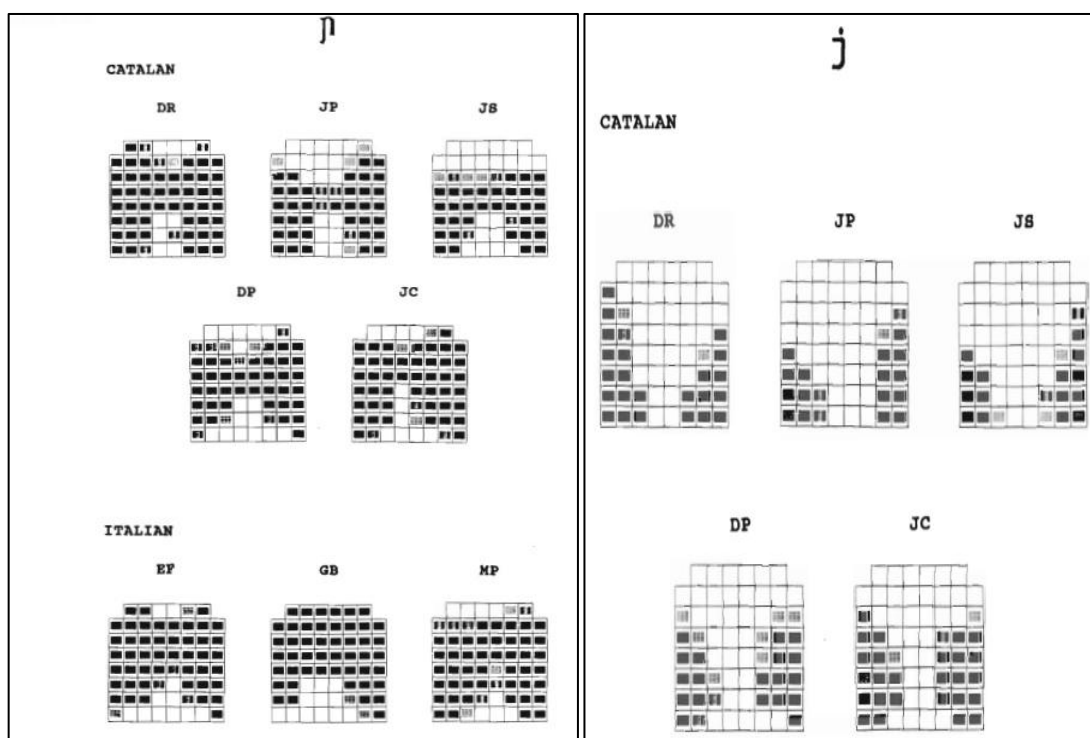 ɲ
CATALAN
DR JP JS
DP JC
ITALIAN
EF GB MP
j
CATALAN
DR JP JS
DP JC